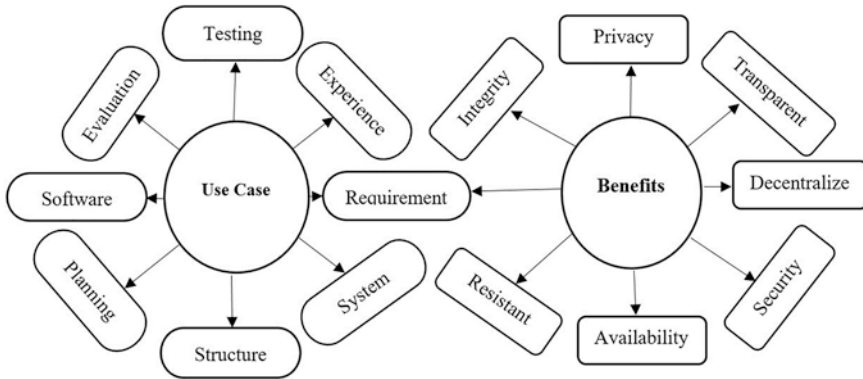 Testing
Evaluation
Experience
Software
Use Case
Requirement
Planning
System
Structure
Privacy
Integrity
Transparent
Benefits
Decentralize
Resistant
Security
Availability